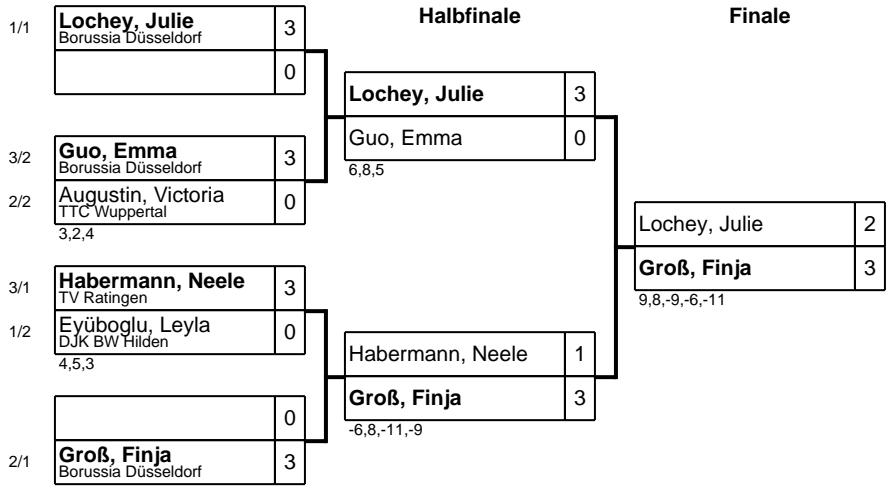 Halbfinale
Finale
1/1 Lochey, Julie 3
Borussia Düsseldorf
0
3/2 Guo, Emma 3
Borussia Düsseldorf
2/2 Augustin, Victoria 0
TTC Wuppertal
3,2,4
3/1 Habermann, Neele 3
TV Ratingen
1/2 Eyüboglu, Leyla 0
DJK BW Hilden
4,5,3
0
2/1 Groß, Finja 3
Borussia Düsseldorf
Lochey, Julie 3
Guo, Emma 0
6,8,5
Habermann, Neele 1
Groß, Finja 3
-6,8,-11,-9
Lochey, Julie 2
Groß, Finja 3
9,8,-9,-6,-11